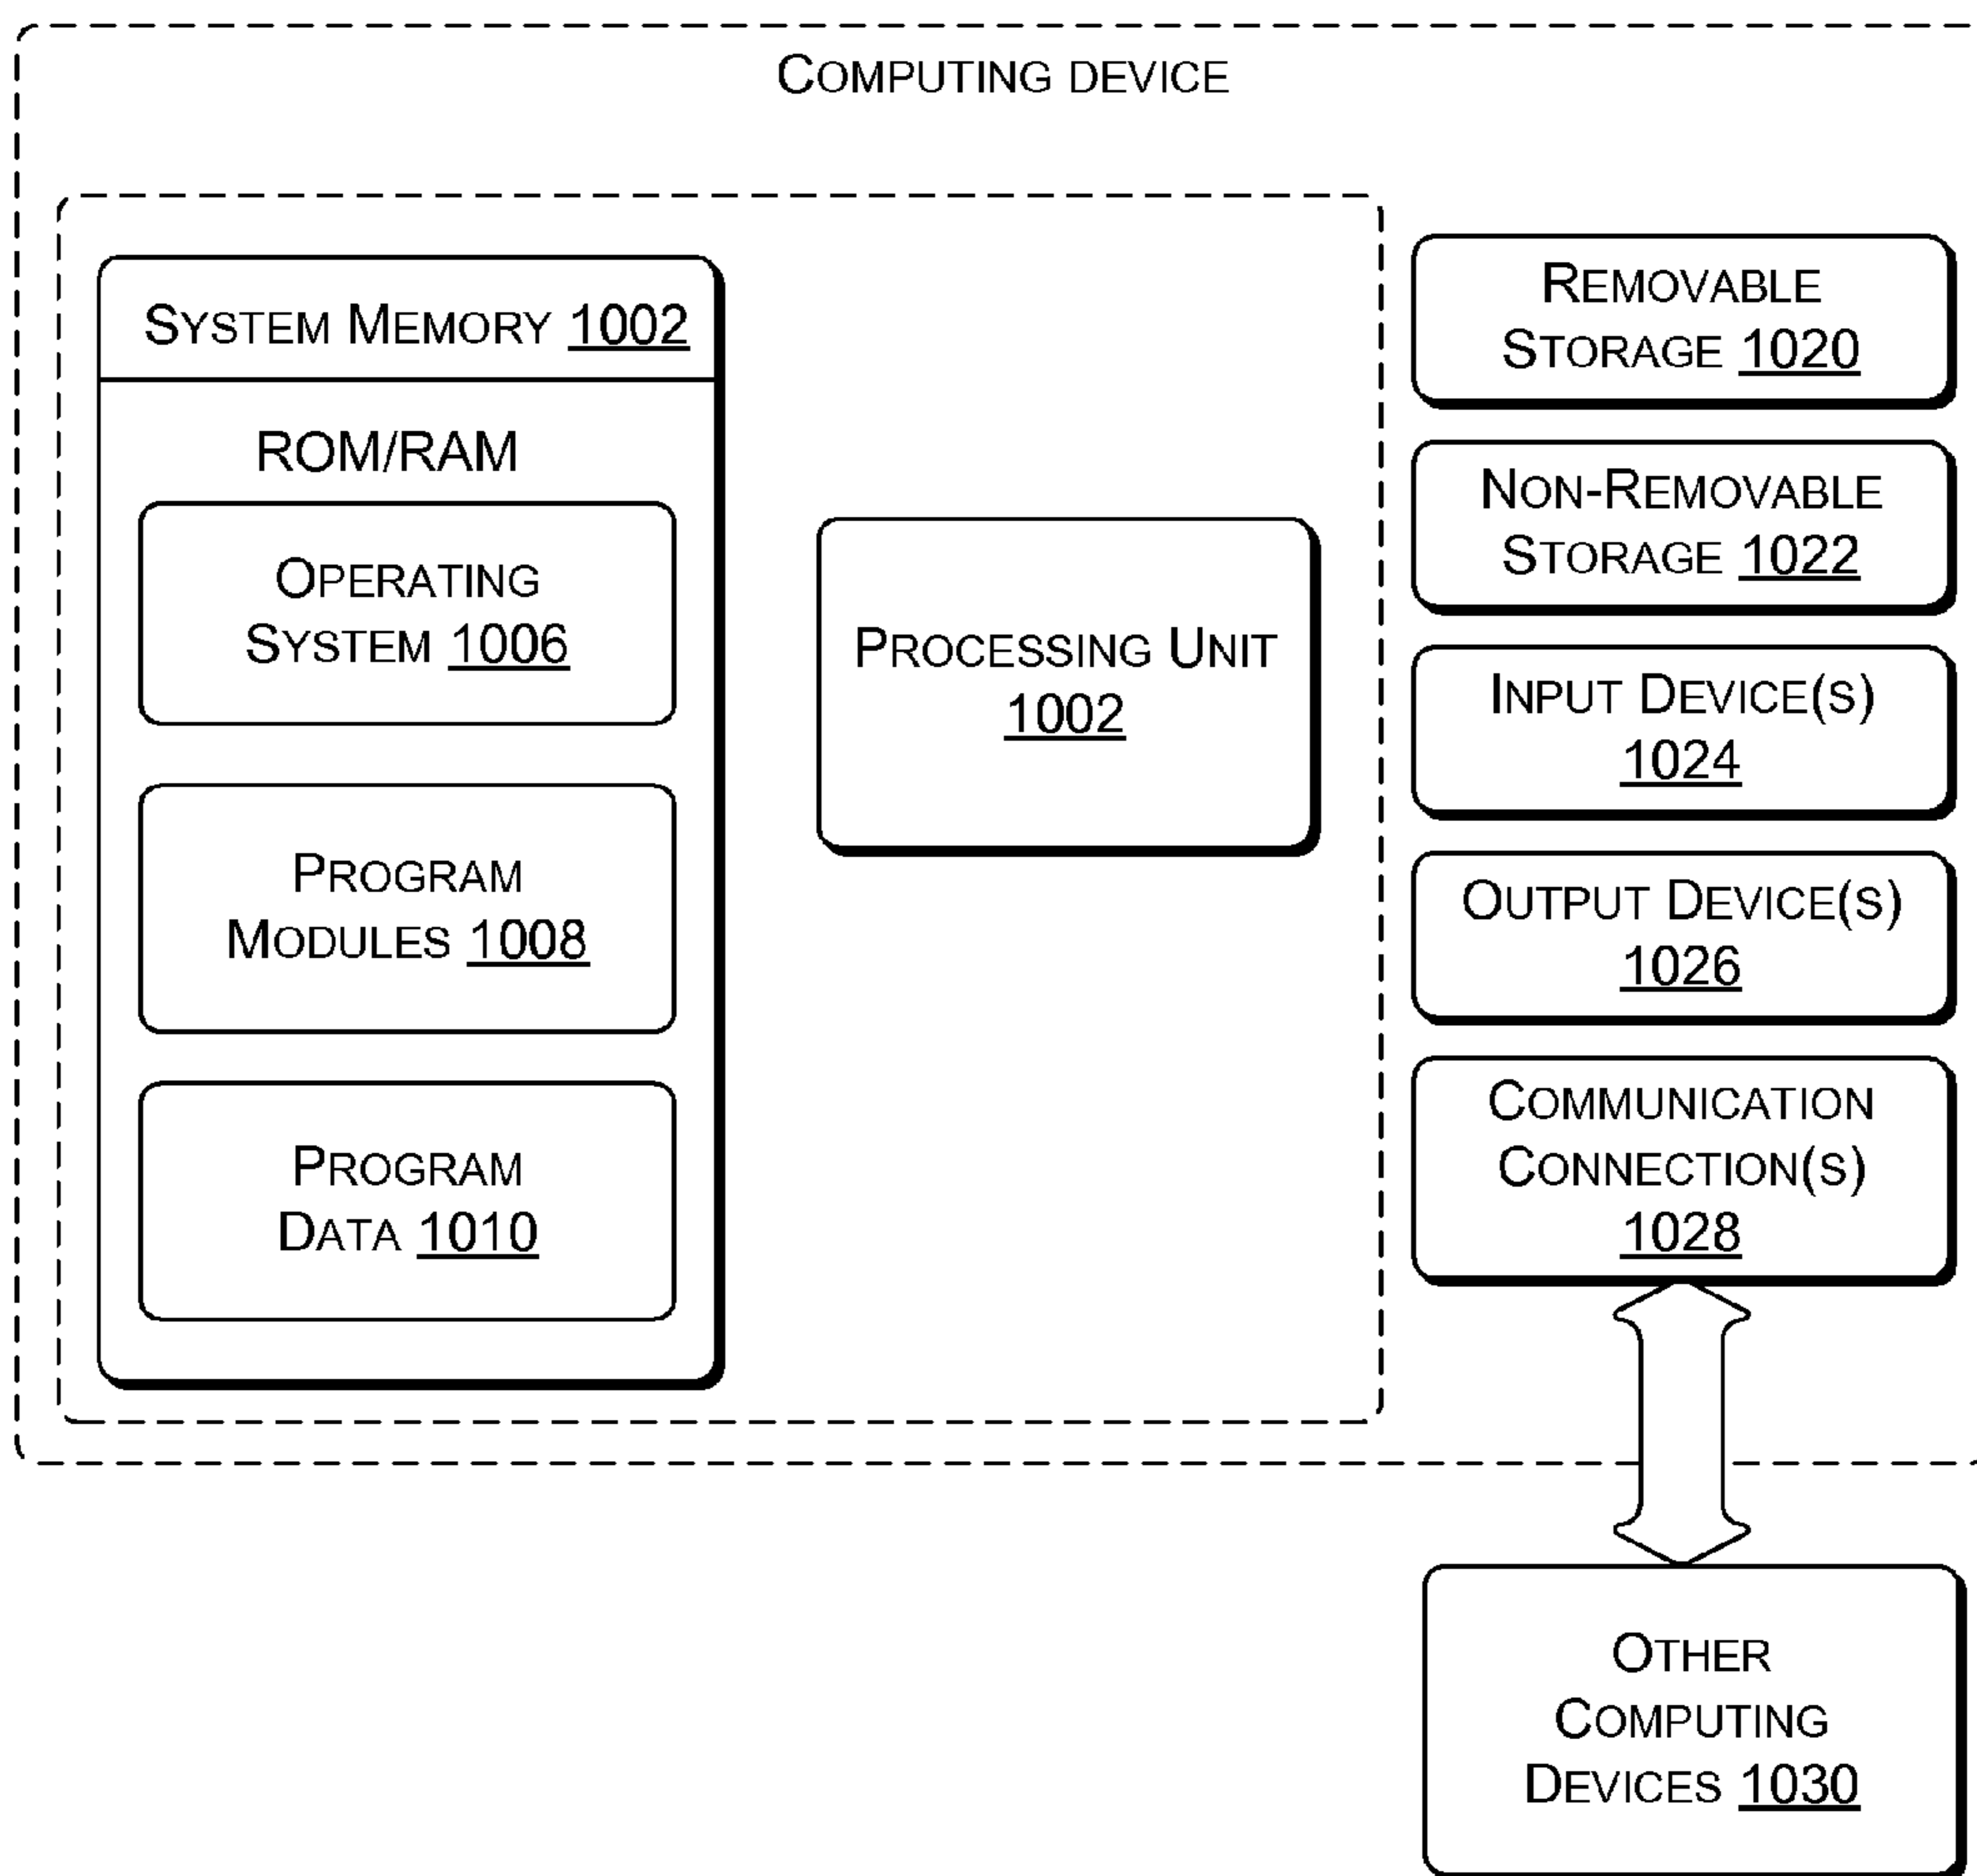 COMPUTING DEVICE
SYSTEM MEMORY 1002
ROM/RAM
OPERATING
SYSTEM 1006
PROGRAM
MODULES 1008
PROGRAM
DATA 1010
PROCESSING UNIT
1002
REMOVABLE
STORAGE 1020
NON-REMOVABLE
STORAGE 1022
INPUT DEVICE(S)
1024
OUTPUT DEVICE(S)
1026
COMMUNICATION
CONNECTION(S)
1028
OTHER
COMPUTING
DEVICES 1030